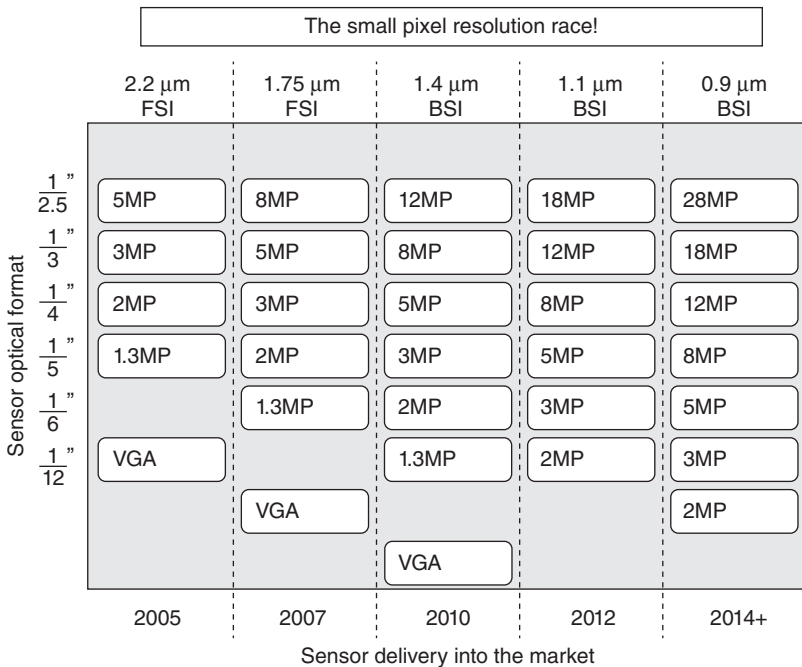 The small pixel resolution race!
2.2 μm 1.75 μm 1.4 μm 1.1 μm 0.9 μm
FSI FSI BSI BSI BSI
Sensor optical format
1/2.5” 5MP 8MP 12MP 18MP 28MP
1/3” 3MP 5MP 8MP 12MP 18MP
1/4” 2MP 3MP 5MP 8MP 12MP
1/5” 1.3MP 2MP 3MP 5MP 8MP
1/6” 1.3MP 2MP 3MP 5MP
1/12” VGA 1.3MP 2MP 3MP
VGA 2MP
VGA
2005 2007 2010 2012 2014+
Sensor delivery into the market